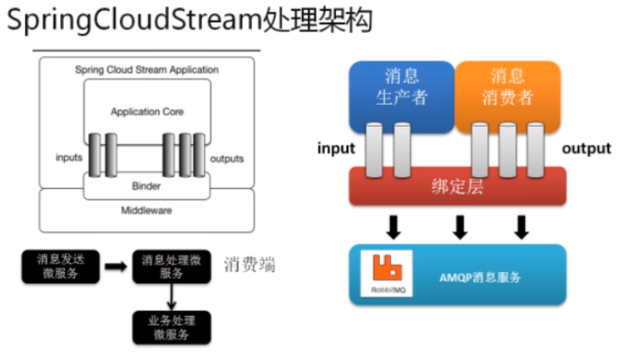 SpringCloudStream处理架构
Spring Cloud Stream Application
Application Core
inputs
outputs
Binder
Middleware
消息发送
微服务
消息处理微
服务
消费端
业务处理
微服务
消息
生产者
消息
消费者
input
output
绑定层
RabbitMQ
AMQP消息服务